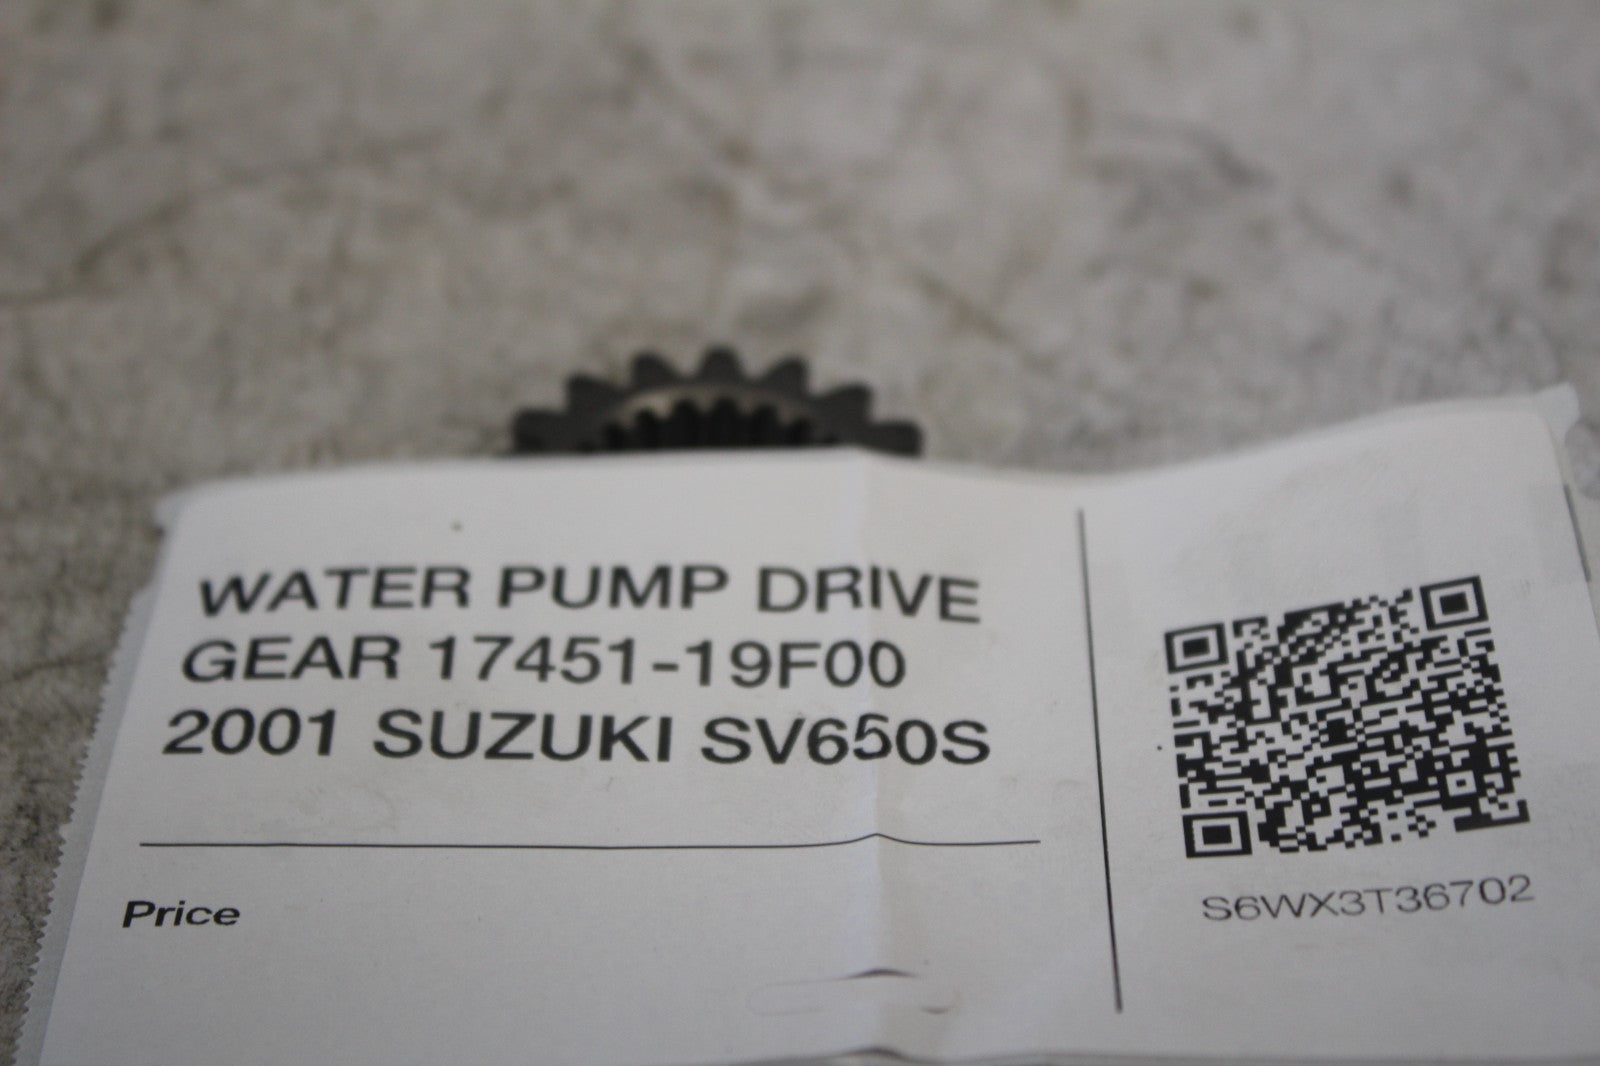 WATER PUMP DRIVE
GEAR 17451-19F00
2001 SUZUKI SV650S
Price
S6WX3T36702